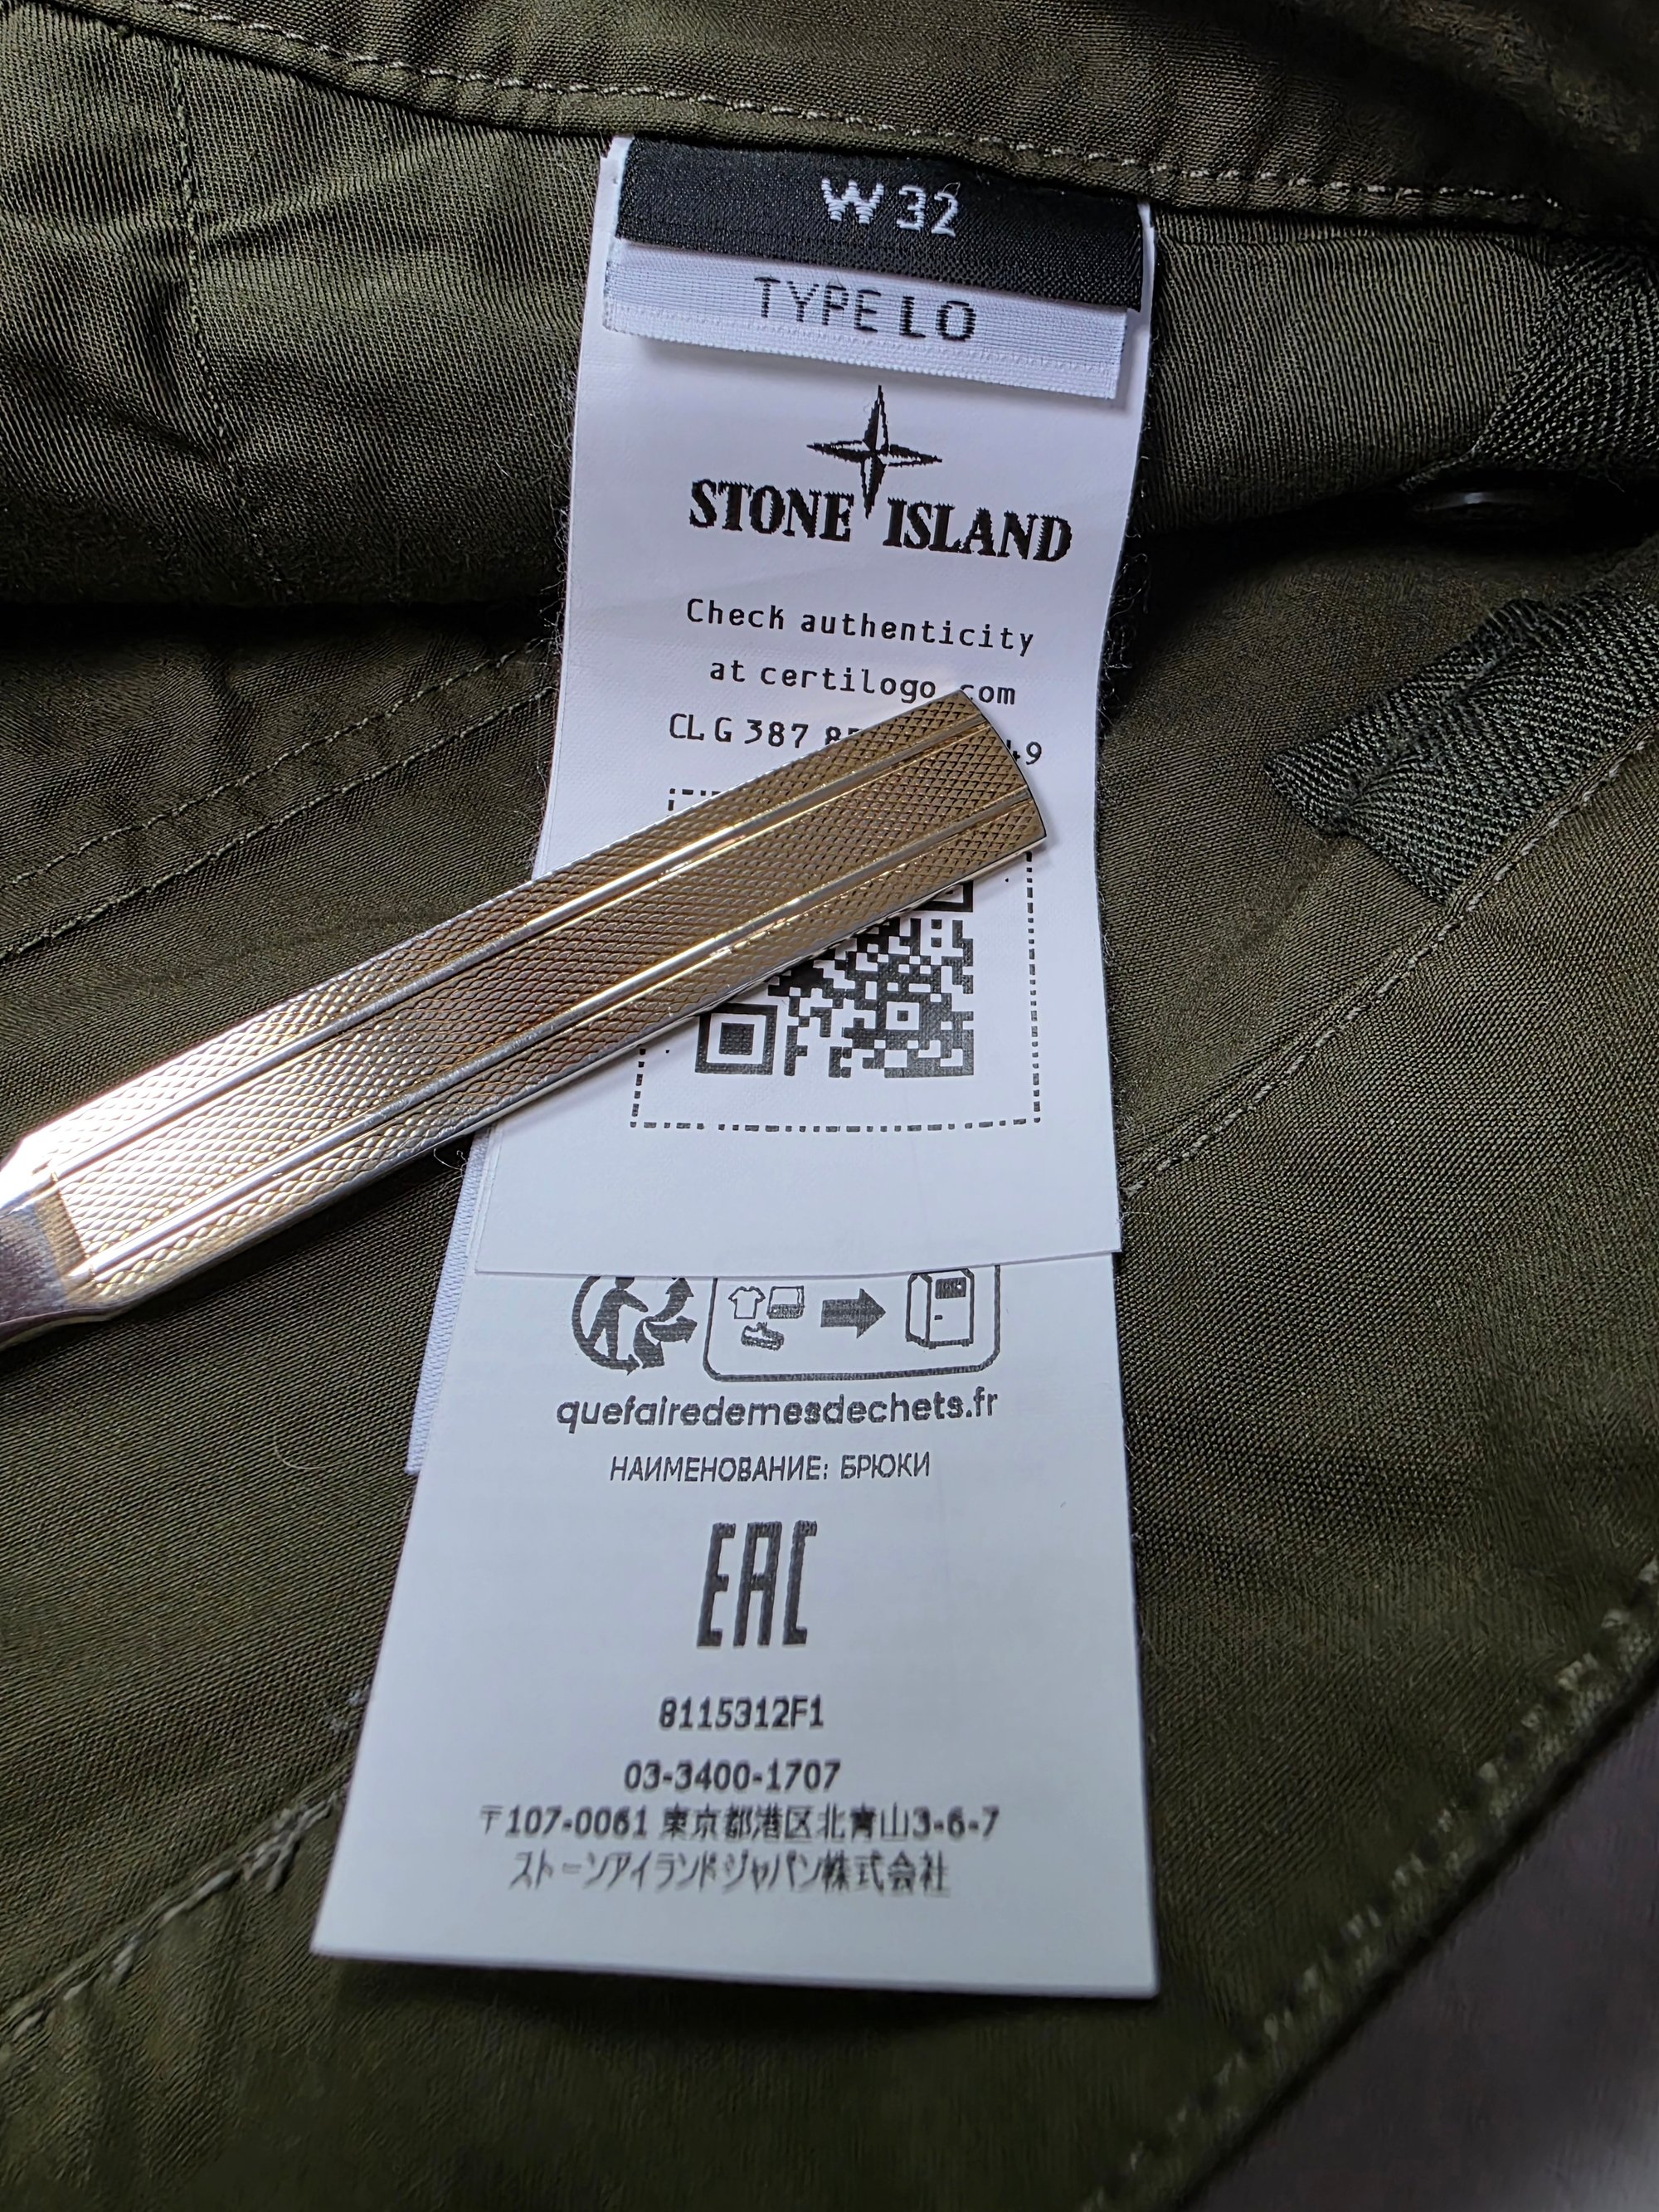 W 32
TYPE LO
STONE ISLAND
Check authenticity
at certilogo.com
CLG 387
quefairedemesdechets.fr
НАИМЕНОВАНИЕ: БРЮКИ
EAC
8115312F1
03-3400-1707
〒107-0061 東京都港区北青山3-6-7
ストーンアイランドジャパン株式会社